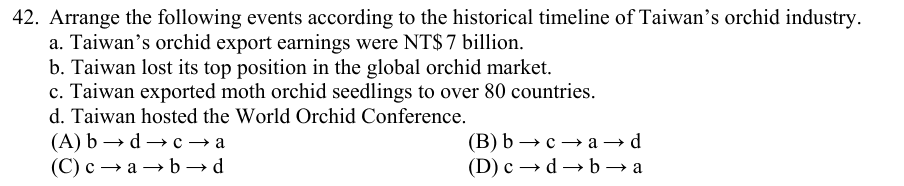 42. Arrange the following events according to the historical timeline of Taiwan’s orchid industry.
a. Taiwan’s orchid export earnings were NT$ 7 billion.
b. Taiwan lost its top position in the global orchid market.
c. Taiwan exported moth orchid seedlings to over 80 countries.
d. Taiwan hosted the World Orchid Conference.
(A) b → d → c → a (B) b → c → a → d
(C) c → a → b → d (D) c → d → b → a